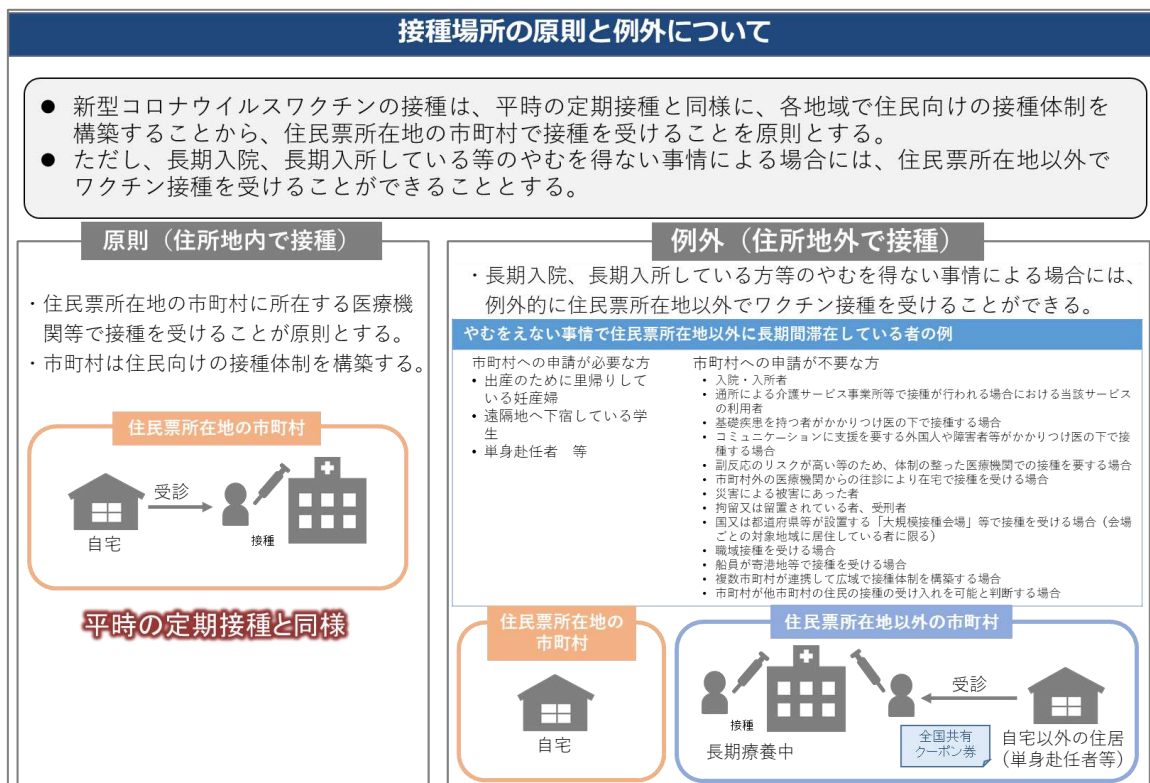 接種場所の原則と例外について
● 新型コロナウイルスワクチンの接種は、平時の定期接種と同様に、各地域で住民向けの接種体制を
構築することから、住民票所在地の市町村で接種を受けることを原則とする。
● ただし、長期入院、長期入所している等のやむを得ない事情による場合には、住民票所在地以外で
ワクチン接種を受けることができることとする。
原則（住所地内で接種）
・住民票所在地の市町村に所在する医療機
関等で接種を受けることが原則とする。
・市町村は住民向けの接種体制を構築する。
住民票所在地の市町村
受診
自宅
接種
平時の定期接種と同様
例外（住所地外で接種）
・長期入院、長期入所している方等のやむを得ない事情による場合には、
例外的に住民票所在地以外でワクチン接種を受けることができる。
やむをえない事情で住民票所在地以外に長期間滞在している者の例
市町村への申請が必要な方
• 出産のために里帰りして
いる妊産婦
• 遠隔地へ下宿している学
生
• 単身赴任者　等
市町村への申請が不要な方
• 入院・入所者
• 通所による介護サービス事業所等で接種が行われる場合における当該サービス
の利用者
• 基礎疾患を持つ者がかかりつけ医の下で接種する場合
• コミュニケーションに支援を要する外国人や障害者等がかかりつけ医の下で接
種する場合
• 副反応のリスクが高い等のため、体制の整った医療機関での接種を要する場合
• 市町村外の医療機関からの往診により在宅で接種を受ける場合
• 災害による被害にあった者
• 拘留又は留置されている者、受刑者
• 国又は都道府県等が設置する「大規模接種会場」等で接種を受ける場合（会場
ごとの対象地域に居住している者に限る）
• 職域接種を受ける場合
• 船員が寄港地等で接種を受ける場合
• 複数市町村が連携して広域で接種体制を構築する場合
• 市町村が他市町村の住民の接種の受け入れを可能と判断する場合
住民票所在地の
市町村
自宅
住民票所在地以外の市町村
接種
長期療養中
受診
全国共有
クーポン券
自宅以外の住居
（単身赴任者等）